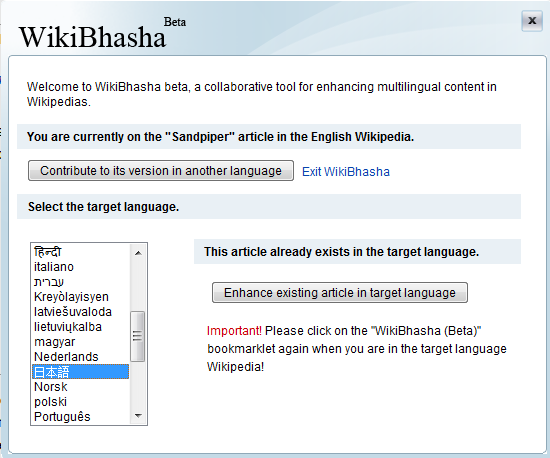 WikiBhasha Beta
x
Welcome to WikiBhasha beta, a collaborative tool for enhancing multilingual content in
Wikipedias.
You are currently on the "Sandpiper" article in the English Wikipedia.
Contribute to its version in another language Exit WikiBhasha
Select the target language.
हिन्दी
italiano
עברית
Kreyòlayisyen
latviešuvaloda
lietuviųkalba
magyar
Nederlands
日本語
Norsk
polski
Português
This article already exists in the target language.
Enhance existing article in target language
Important! Please click on the "WikiBhasha (Beta)"
bookmarklet again when you are in the target language
Wikipedia!